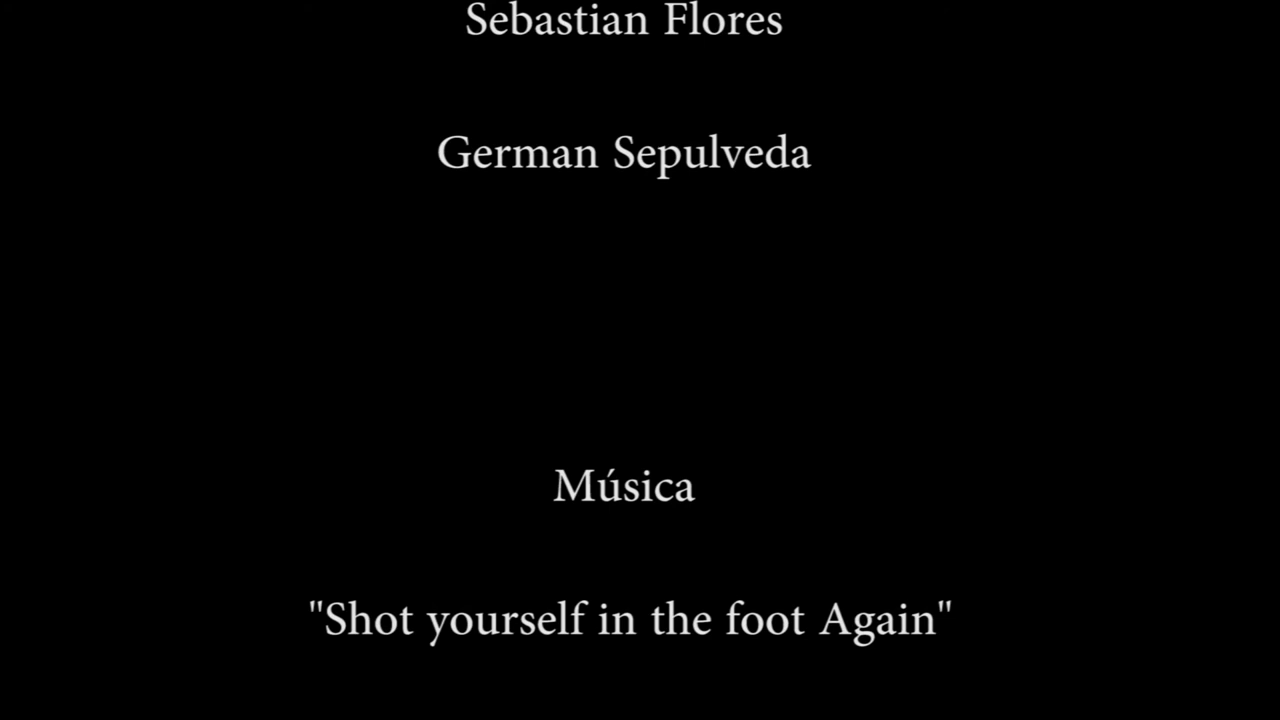 Sebastian Flores
German Sepulveda
Música
"Shot yourself in the foot Again"